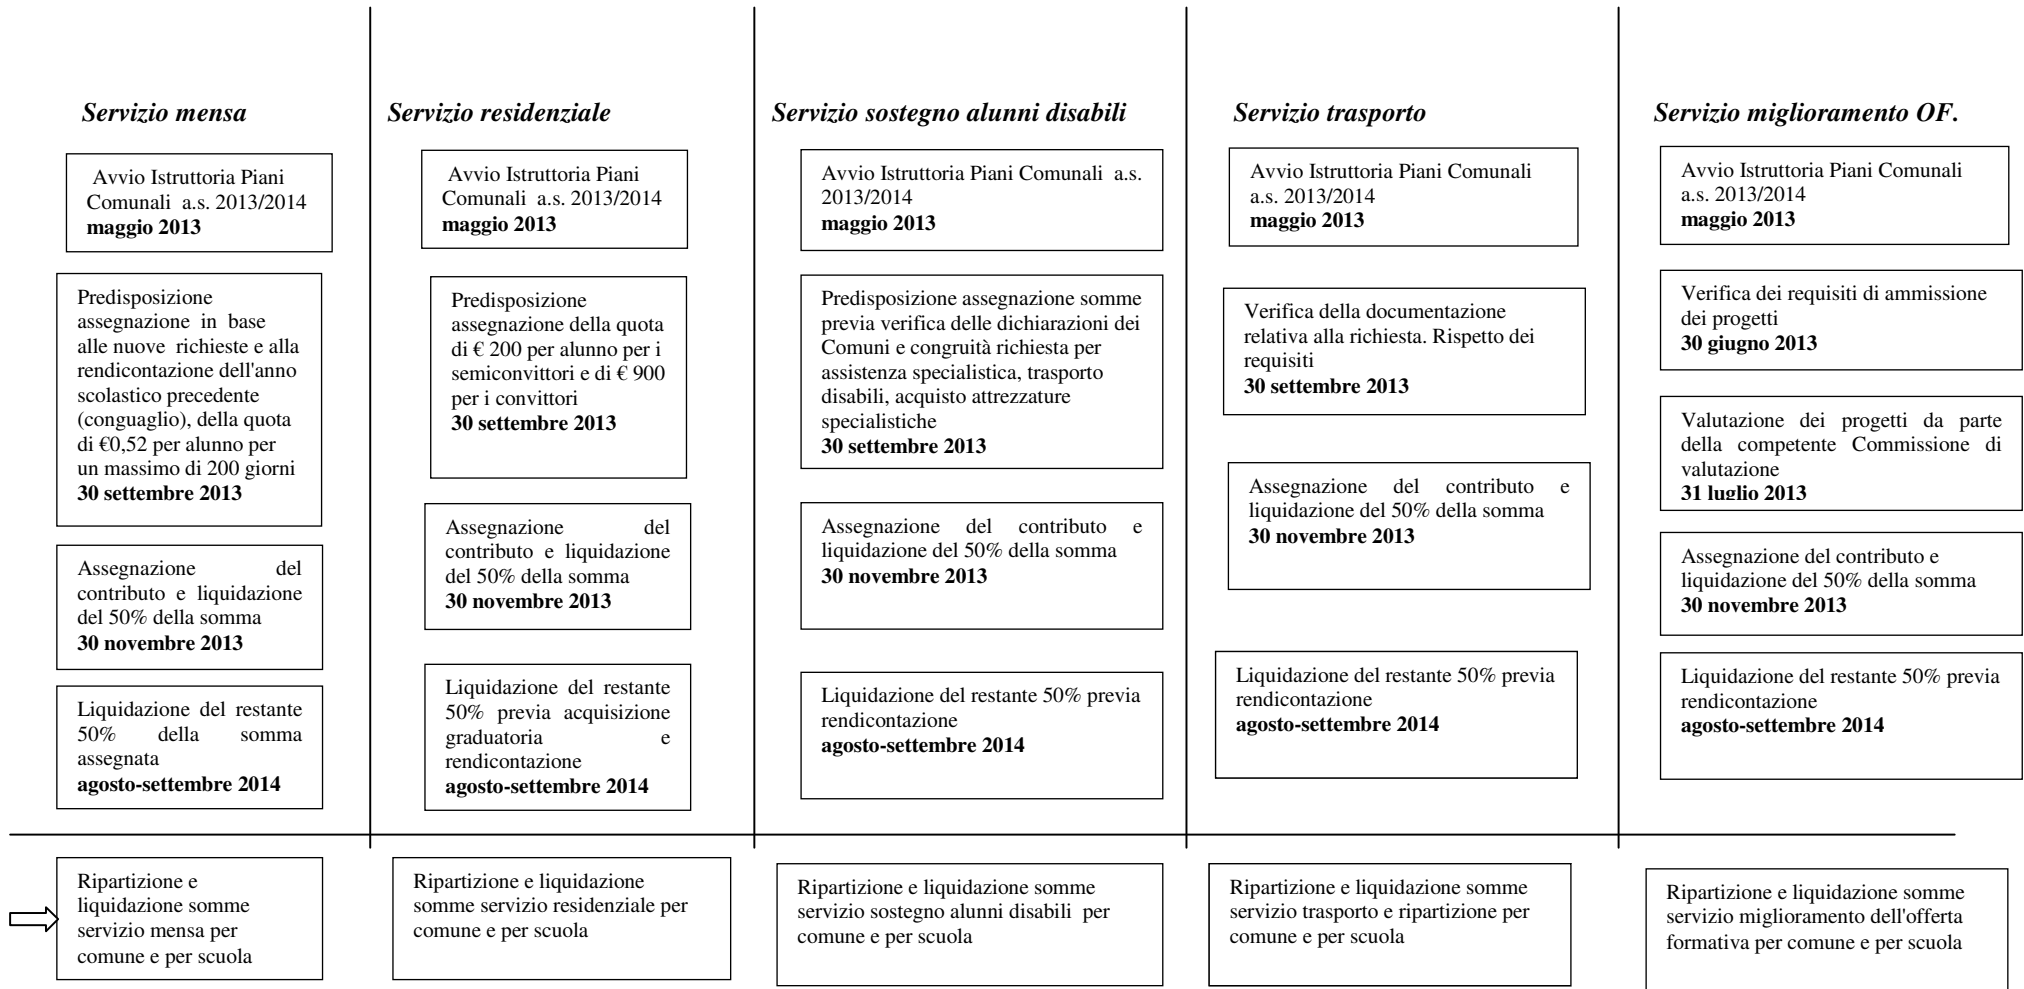 Servizio mensa
Avvio Istruttoria Piani
Comunali a.s. 2013/2014
maggio 2013
Predisposizione
assegnazione in base
alle nuove richieste e alla
rendicontazione dell'anno
scolastico precedente
(conguaglio), della quota
di €0,52 per alunno per
un massimo di 200 giorni
30 settembre 2013
Assegnazione del
contributo e liquidazione
del 50% della somma
30 novembre 2013
Liquidazione del restante
50% della somma
assegnata
agosto-settembre 2014
Ripartizione e
liquidazione somme
servizio mensa per
comune e per scuola
Servizio residenziale
Avvio Istruttoria Piani
Comunali a.s. 2013/2014
maggio 2013
Predisposizione
assegnazione della quota
di € 200 per alunno per i
semiconvittori e di € 900
per i convittori
30 settembre 2013
Assegnazione del
contributo e liquidazione
del 50% della somma
30 novembre 2013
Liquidazione del restante
50% previa acquisizione
graduatoria e
rendicontazione
agosto-settembre 2014
Ripartizione e liquidazione
somme servizio residenziale per
comune e per scuola
Servizio sostegno alunni disabili
Avvio Istruttoria Piani Comunali a.s.
2013/2014
maggio 2013
Predisposizione assegnazione somme
previa verifica delle dichiarazioni dei
Comuni e congruità richiesta per
assistenza specialistica, trasporto
disabili, acquisto attrezzature
specialistiche
30 settembre 2013
Assegnazione del contributo e
liquidazione del 50% della somma
30 novembre 2013
Liquidazione del restante 50% previa
rendicontazione
agosto-settembre 2014
Ripartizione e liquidazione somme
servizio sostegno alunni disabili per
comune e per scuola
Servizio trasporto
Avvio Istruttoria Piani Comunali
a.s. 2013/2014
maggio 2013
Verifica della documentazione
relativa alla richiesta. Rispetto dei
requisiti
30 settembre 2013
Assegnazione del contributo e
liquidazione del 50% della somma
30 novembre 2013
Liquidazione del restante 50% previa
rendicontazione
agosto-settembre 2014
Ripartizione e liquidazione somme
servizio trasporto e ripartizione per
comune e per scuola
Servizio miglioramento OF.
Avvio Istruttoria Piani Comunali
a.s. 2013/2014
maggio 2013
Verifica dei requisiti di ammissione
dei progetti
30 giugno 2013
Valutazione dei progetti da parte
della competente Commissione di
valutazione
31 luglio 2013
Assegnazione del contributo e
liquidazione del 50% della somma
30 novembre 2013
Liquidazione del restante 50% previa
rendicontazione
agosto-settembre 2014
Ripartizione e liquidazione somme
servizio miglioramento dell'offerta
formativa per comune e per scuola